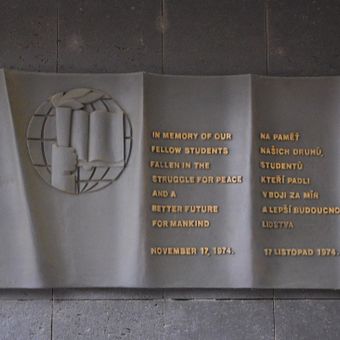 IN MEMORY OF OUR
FELLOW STUDENTS
FALLEN IN THE
STRUGGLE FOR PEACE
AND A
BETTER FUTURE
FOR MANKIND
NOVEMBER 17, 1974.
NA PAMĚŤ
NAŠICH DRUHŮ,
STUDENTŮ
KTEŘÍ PADLI
V BOJI ZA MÍR
A LEPŠÍ BUDOUCNO
LIDSTVA
17 LISTOPAD 1974.